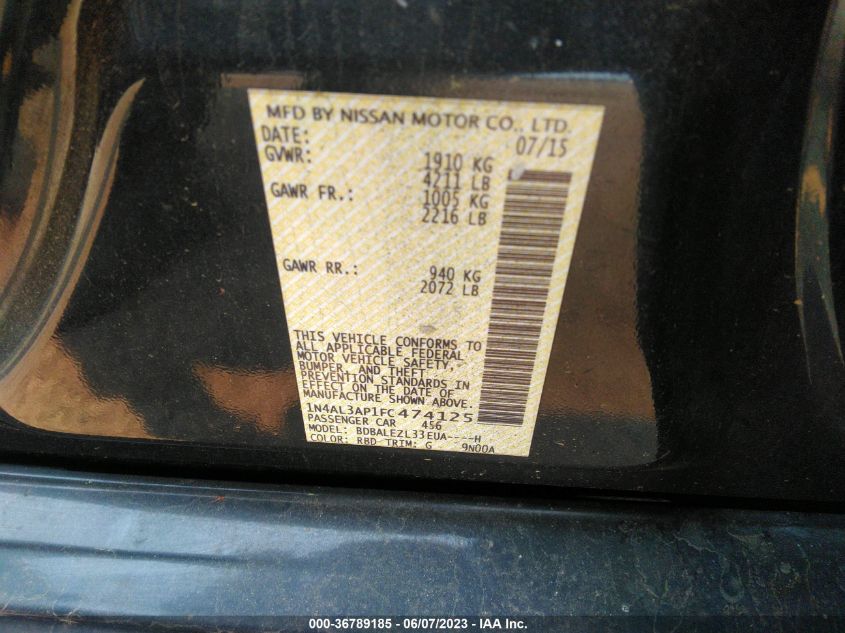 MFD BY NISSAN MOTOR CO., LTD.
DATE: 07/15
GVWR: 1910 KG
4211 LB
GAWR FR.: 1005 KG
2216 LB
GAWR RR.: 940 KG
2072 LB
THIS VEHICLE CONFORMS TO
ALL APPLICABLE FEDERAL
MOTOR VEHICLE SAFETY,
BUMPER, AND THEFT
PREVENTION STANDARDS IN
EFFECT ON THE DATE OF
MANUFACTURE SHOWN ABOVE.
1N4AL3AP1FC474125
PASSENGER CAR 456
MODEL: BDBALEZL33EUA----H
COLOR: RBD TRIM: G 9N00A
000-36789185 - 06/07/2023 - IAA Inc.